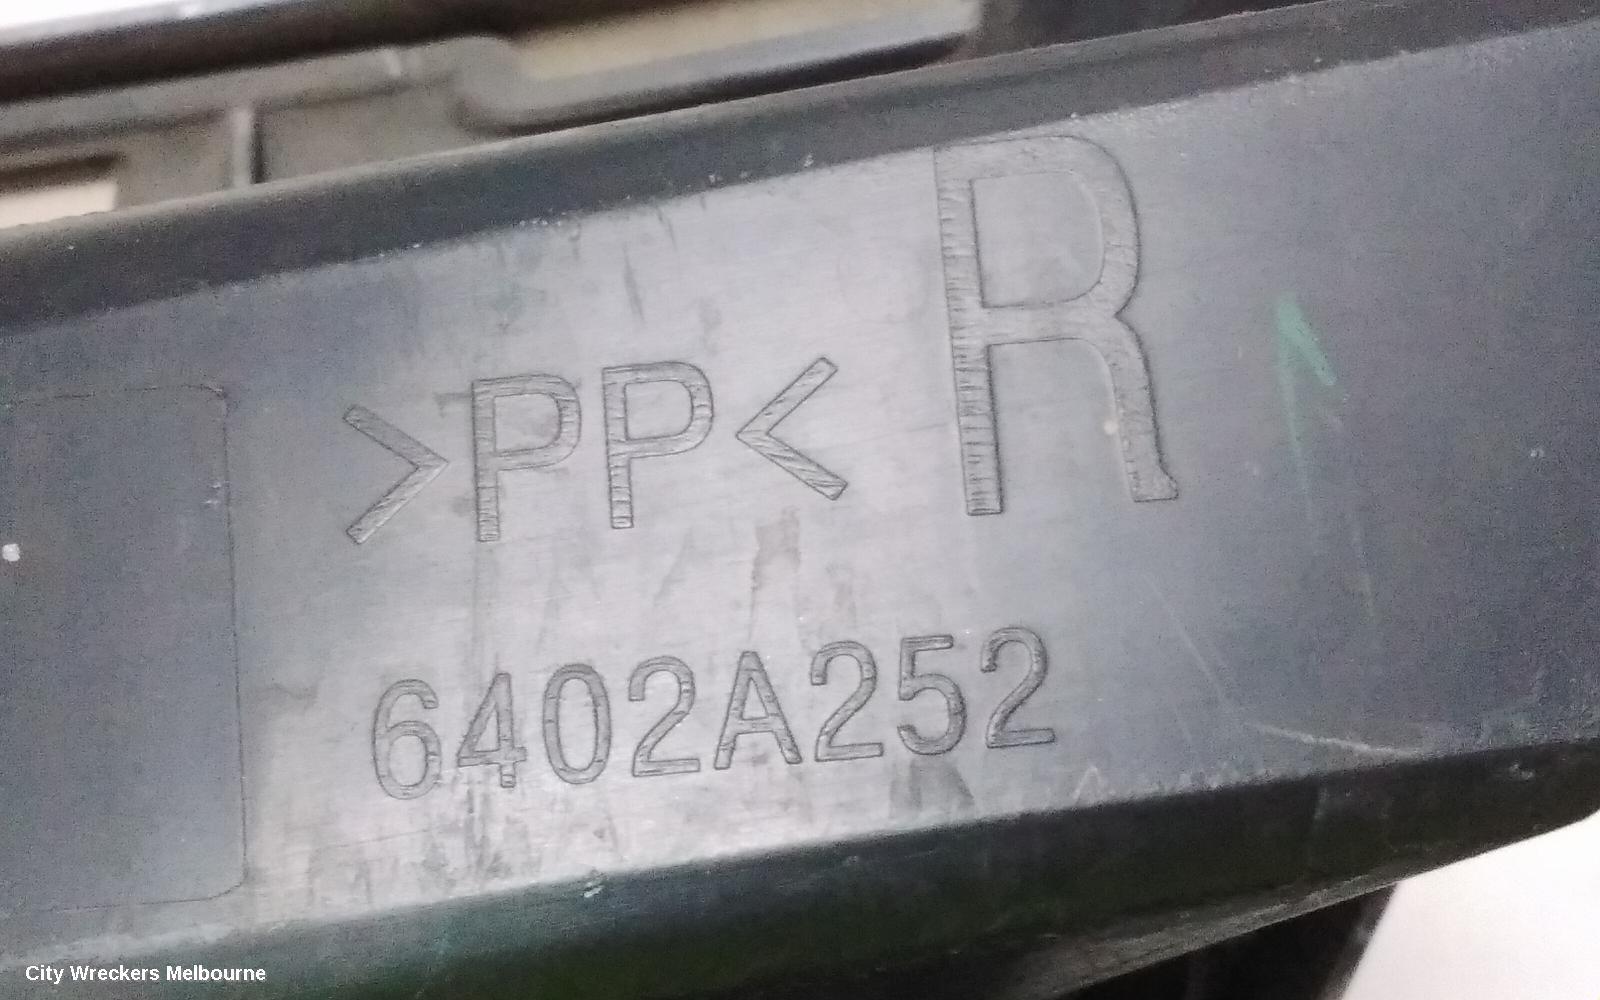 >PP< R
6402A252
City Wreckers Melbourne